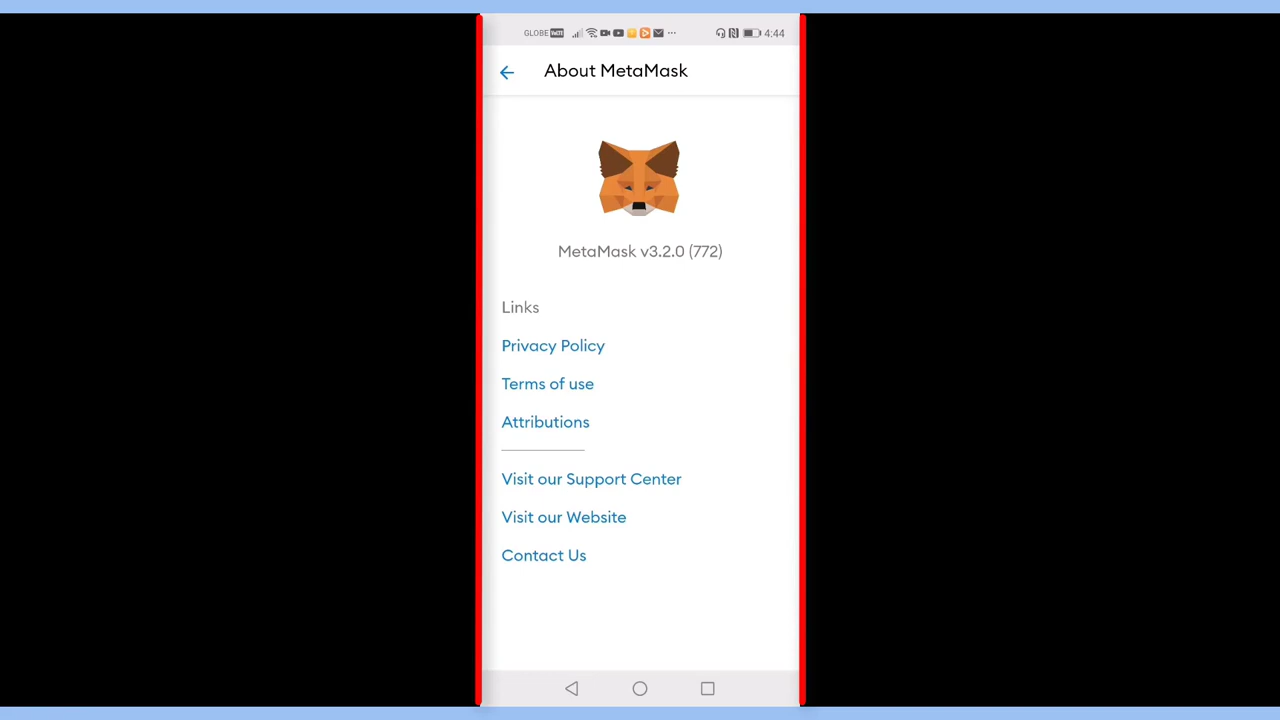 GLOBE VoLTE 4:44
About MetaMask
MetaMask v3.2.0 (772)
Links
Privacy Policy
Terms of use
Attributions
Visit our Support Center
Visit our Website
Contact Us